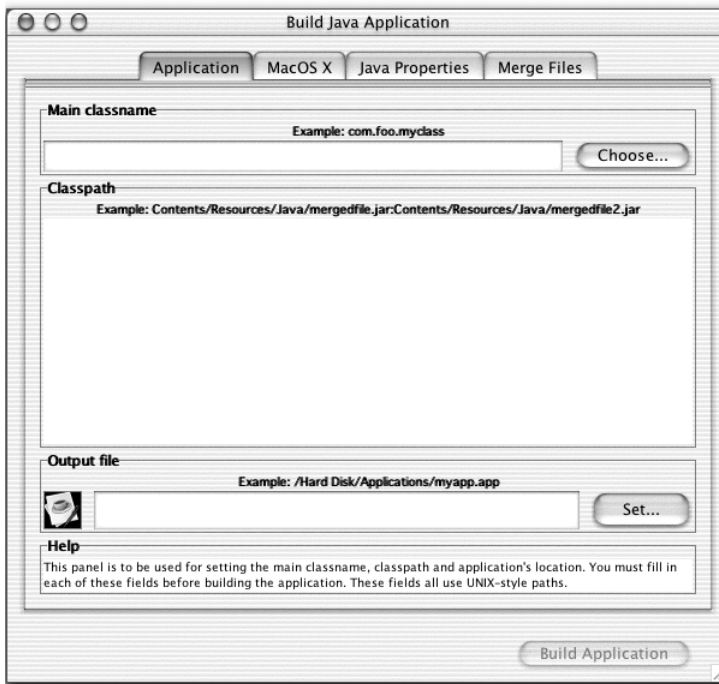 Build Java Application
Application MacOS X Java Properties Merge Files
Main classname
Example: com.foo.myclass
Choose...
Classpath
Example: Contents/Resources/Java/mergedfile.jar:Contents/Resources/Java/mergedfile2.jar
Output file
Example: /Hard Disk/Applications/myapp.app
Set...
Help
This panel is to be used for setting the main classname, classpath and application's location. You must fill in
each of these fields before building the application. These fields all use UNIX-style paths.
Build Application